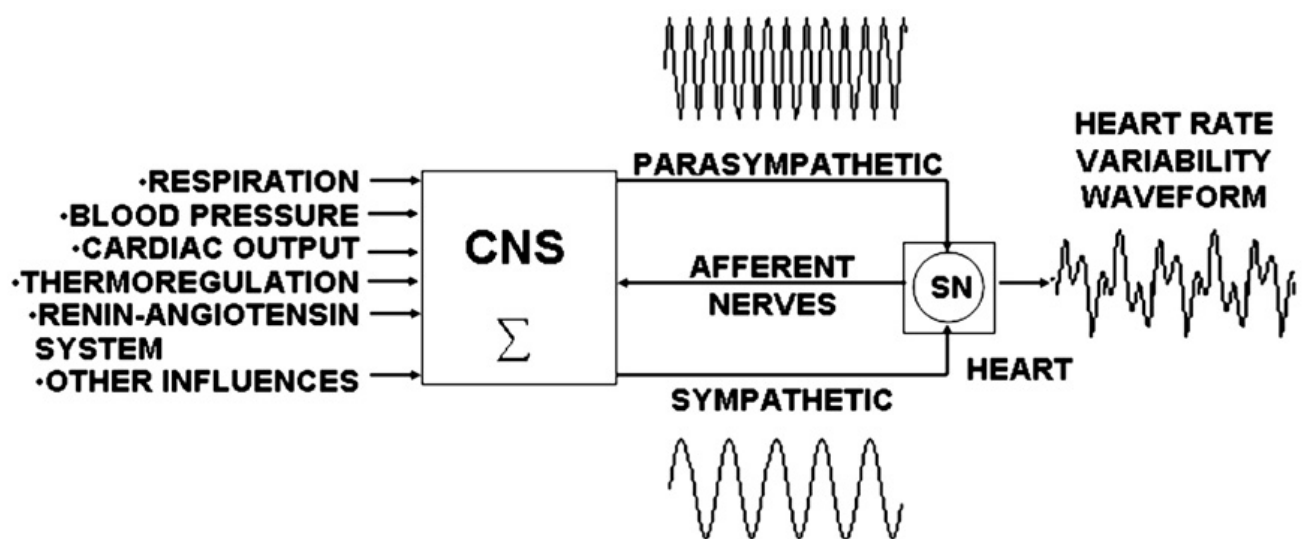 ·RESPIRATION
·BLOOD PRESSURE
·CARDIAC OUTPUT
·THERMOREGULATION
·RENIN-ANGIOTENSIN
SYSTEM
·OTHER INFLUENCES
CNS
Σ
PARASYMPATHETIC
AFFERENT
NERVES
SYMPATHETIC
SN
HEART
HEART RATE
VARIABILITY
WAVEFORM